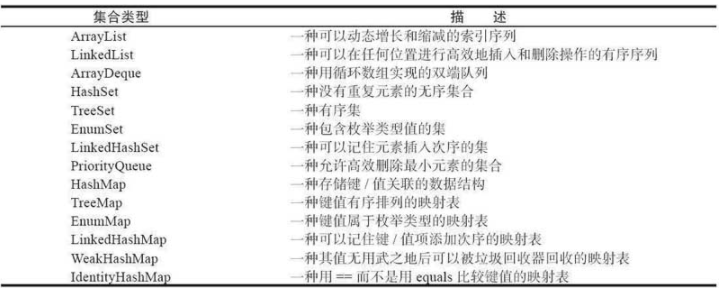 集合类型 描 述
ArrayList 一种可以动态增长和缩减的索引序列
LinkedList 一种可以在任何位置进行高效地插入和删除操作的有序序列
ArrayDeque 一种用循环数组实现的双端队列
HashSet 一种没有重复元素的无序集合
TreeSet 一种有序集
EnumSet 一种包含枚举类型值的集
LinkedHashSet 一种可以记住元素插入次序的集
PriorityQueue 一种允许高效删除最小元素的集合
HashMap 一种存储键 / 值关联的数据结构
TreeMap 一种键值有序排列的映射表
EnumMap 一种键值属于枚举类型的映射表
LinkedHashMap 一种可以记住键 / 值项添加次序的映射表
WeakHashMap 一种其值无用武之地后可以被垃圾回收器回收的映射表
IdentityHashMap 一种用 == 而不是用 equals 比较键值的映射表